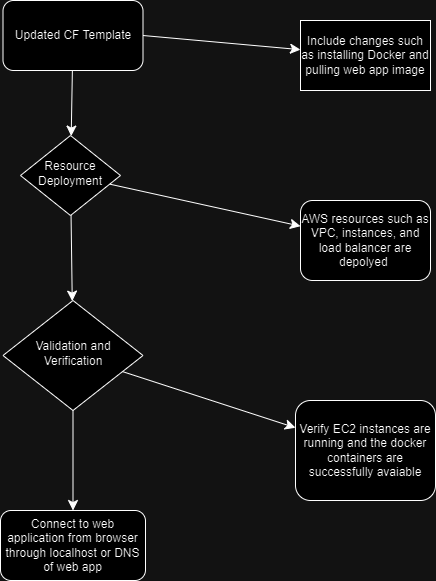 Updated CF Template
Include changes such
as installing Docker and
pulling web app image
Resource
Deployment
AWS resources such as
VPC, instances, and
load balancer are
depolyed
Validation and
Verification
Verify EC2 instances are
running and the docker
containers are
successfully avaiable
Connect to web
application from browser
through localhost or DNS
of web app